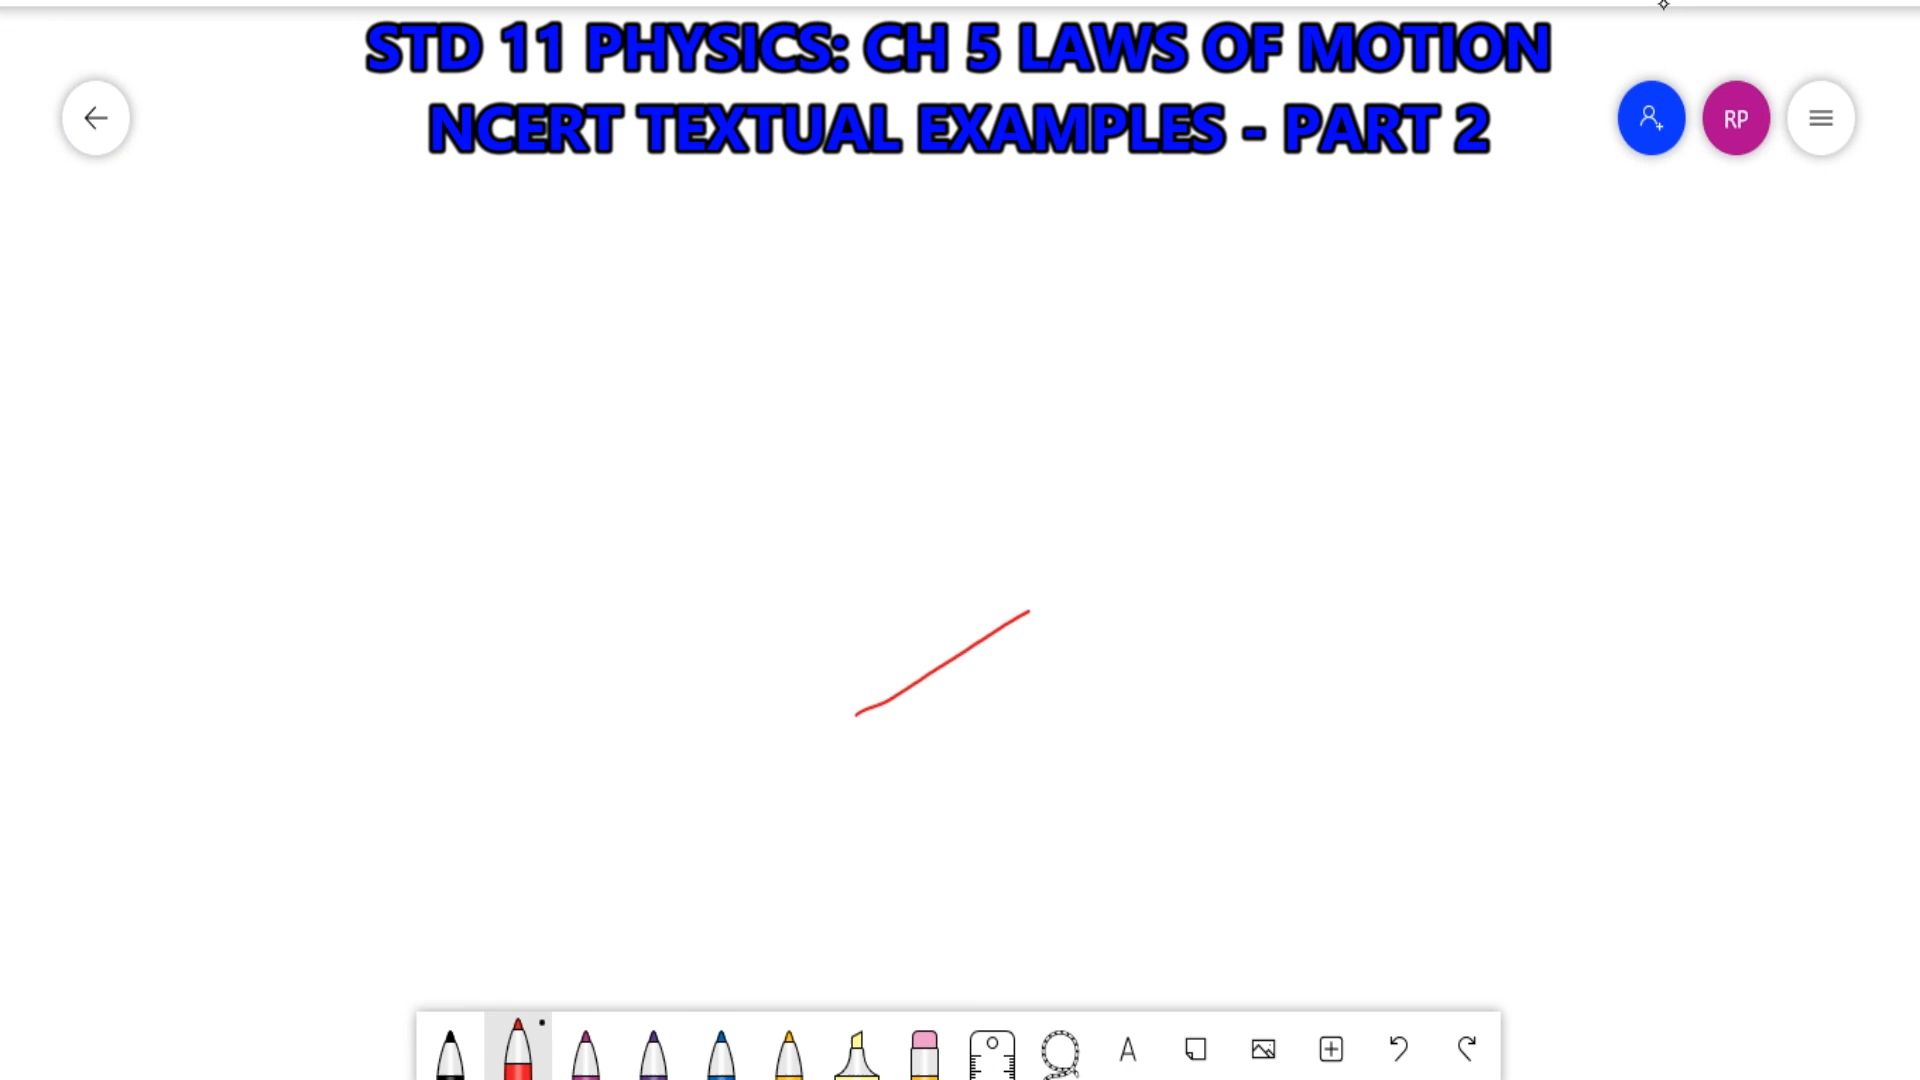 STD 11 PHYSICS: CH 5 LAWS OF MOTION
NCERT TEXTUAL EXAMPLES - PART 2
RP